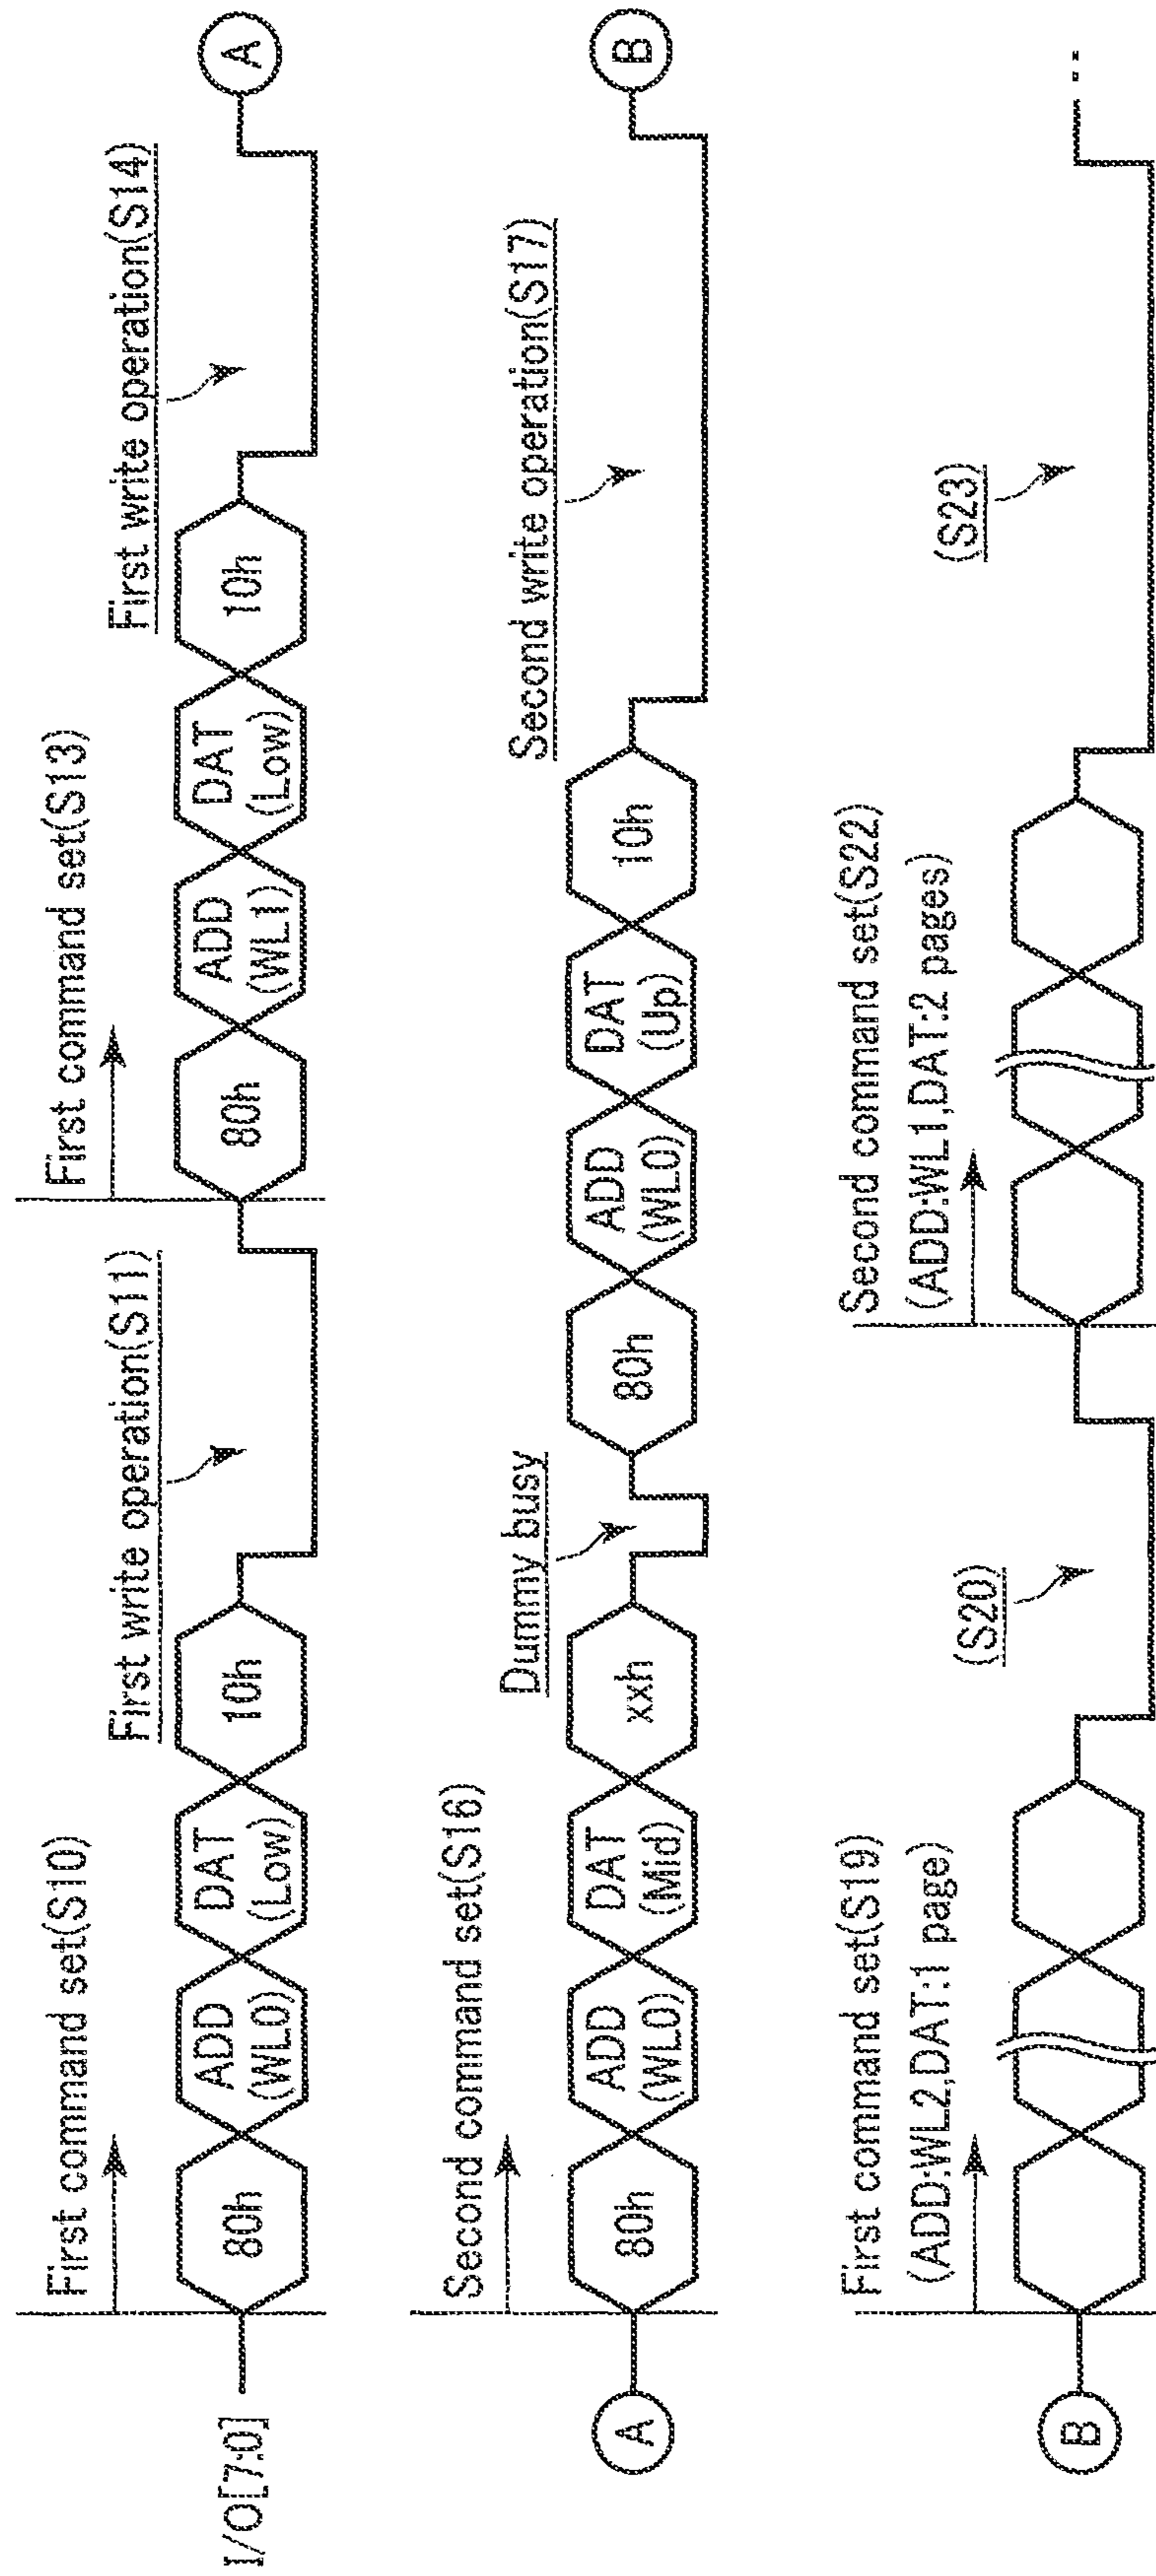 First command set(S10)
First write operation(S11)
First command set(S13)
First write operation(S14)
I/O[7:0]
80h
ADD
(WL0)
DAT
(Low)
10h
80h
ADD
(WL1)
DAT
(Low)
10h
A
Second command set(S16)
Dummy busy
Second write operation(S17)
A
80h
ADD
(WL0)
DAT
(Mid)
xxh
80h
ADD
(WL0)
DAT
(Up)
10h
B
First command set(S19)
(ADD:WL2,DAT:1 page)
(S20)
Second command set(S22)
(ADD:WL1,DAT:2 pages)
(S23)
B